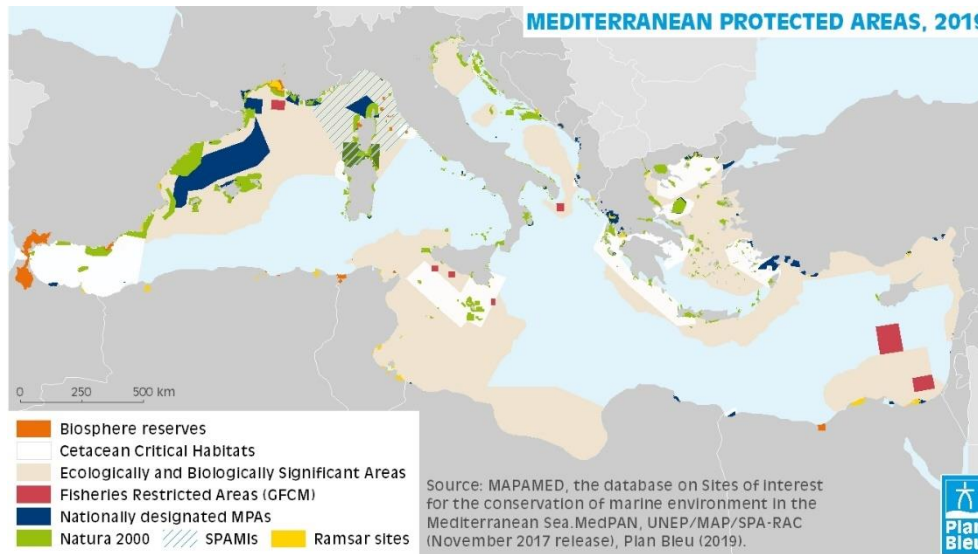 MEDITERRANEAN PROTECTED AREAS, 2019
0 250 500 km
Biosphere reserves
Cetacean Critical Habitats
Ecologically and Biologically Significant Areas
Fisheries Restricted Areas (GFCM)
Nationally designated MPAs
Natura 2000 SPAMIs Ramsar sites
Source: MAPAMED, the database on Sites of interest
for the conservation of marine environment in the
Mediterranean Sea.MedPAN, UNEP/MAP/SPA-RAC
(November 2017 release), Plan Bleu (2019).
Plan
Bleu